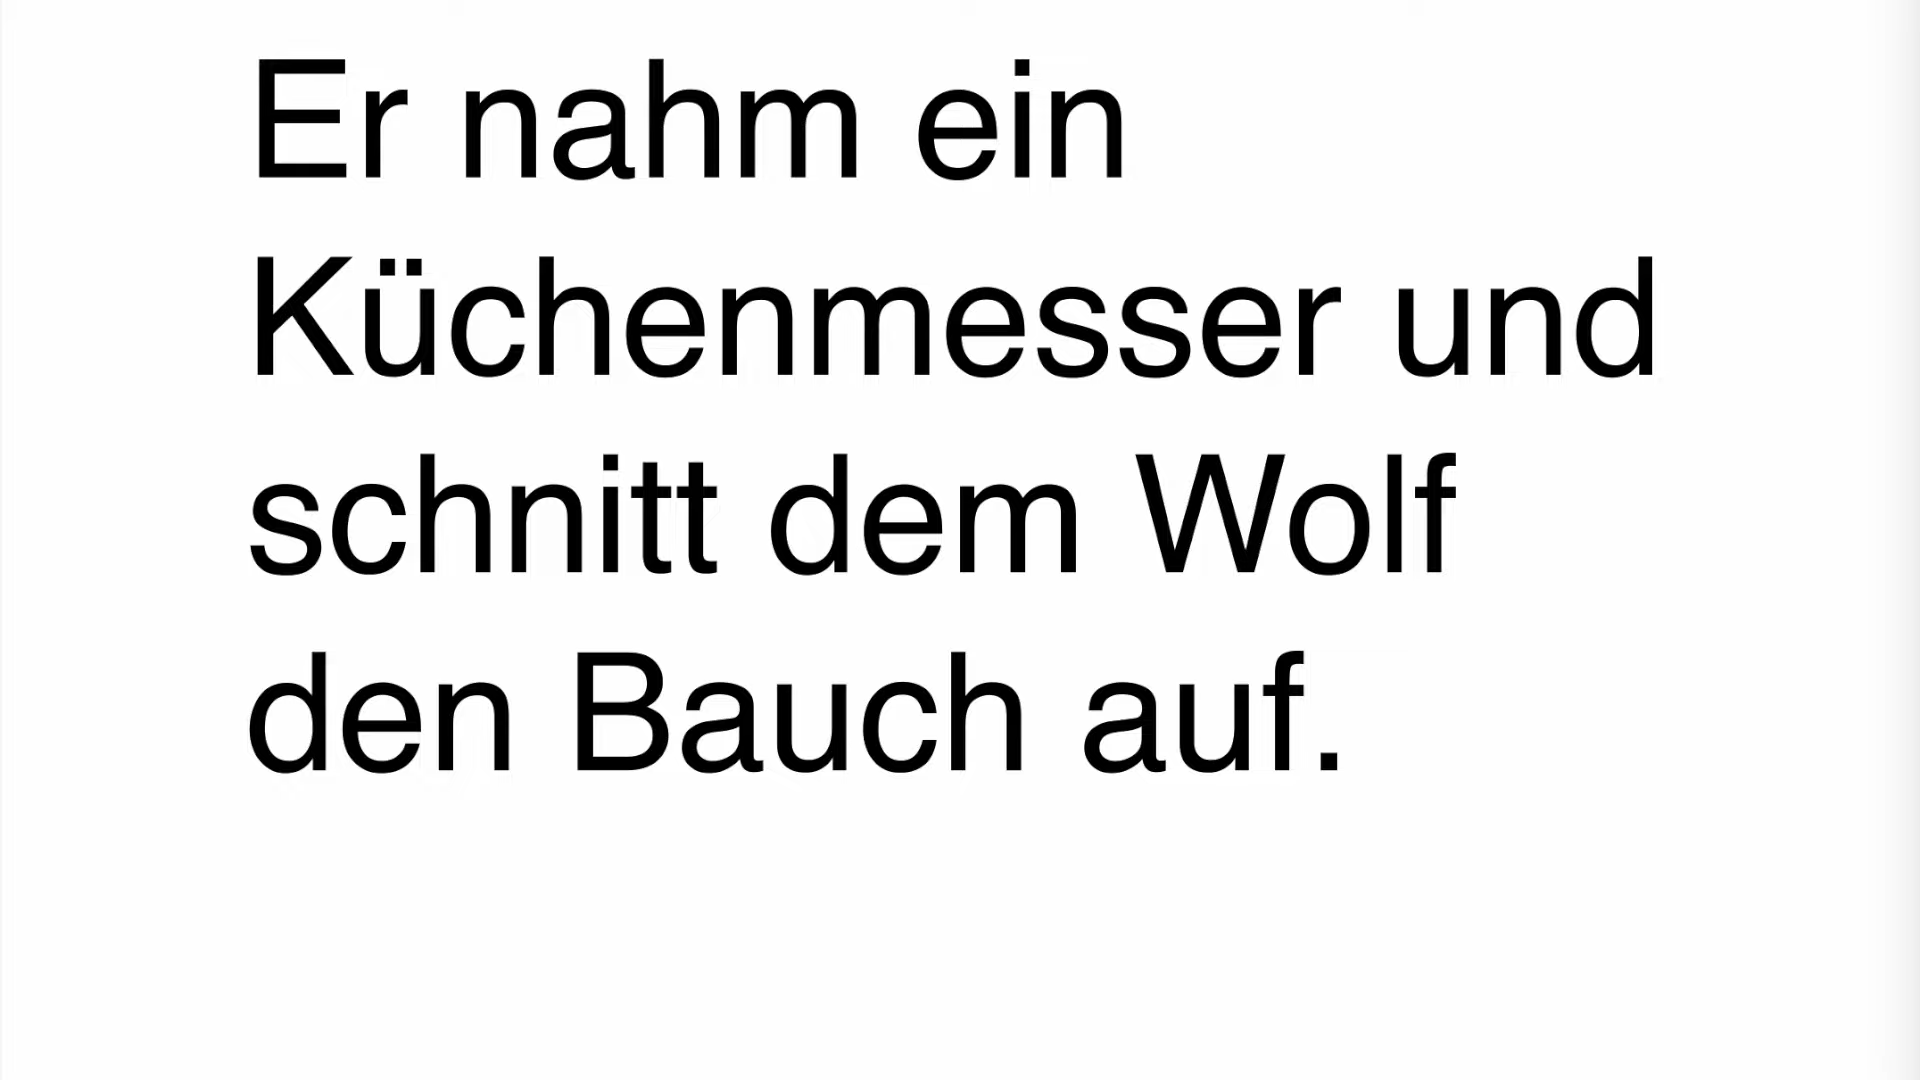 Er nahm ein
Küchenmesser und
schnitt dem Wolf
den Bauch auf.